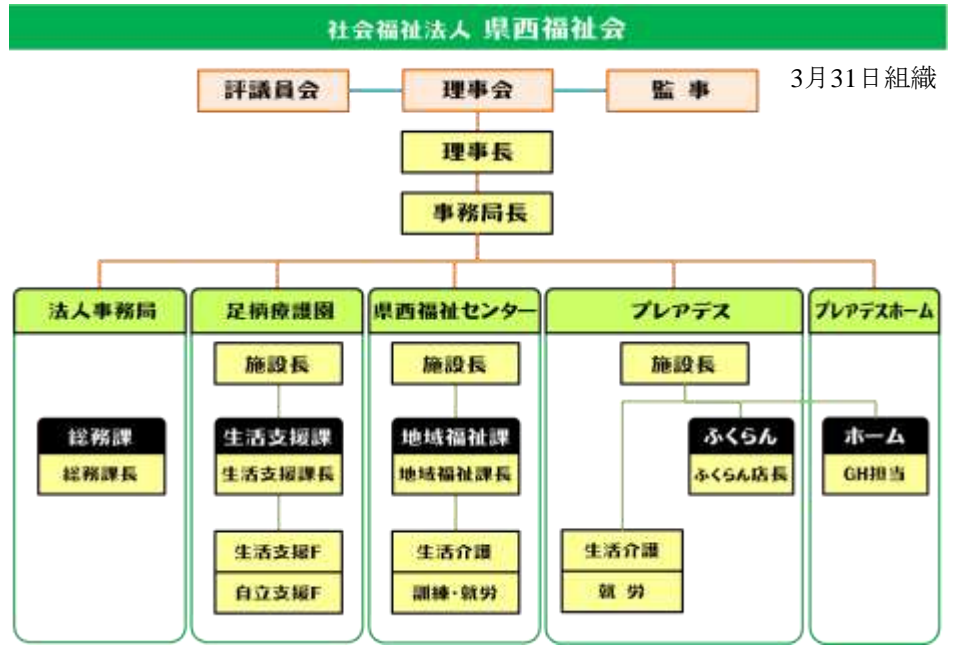 社会福祉法人 県西福祉会
3月31日組織
評議員会
理事会
監 事
理事長
事務局長
法人事務局
足柄療護園
県西福祉センター
プレアデス
プレアデスホーム
施設長
施設長
施設長
総務課
生活支援課
地域福祉課
ふくらん
ホーム
総務課長
生活支援課長
地域福祉課長
ふくらん店長
GH担当
生活支援F
生活介護
生活介護
自立支援F
訓練・就労
就 労